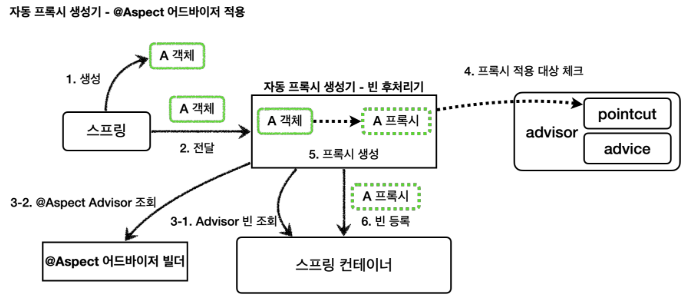 자동 프록시 생성기 - @Aspect 어드바이저 적용
A 객체
1. 생성
자동 프록시 생성기 - 빈 후처리기
4. 프록시 적용 대상 체크
A 객체
A 객체
A 프록시
pointcut
스프링
advisor
2. 전달
5. 프록시 생성
advice
3-2. @Aspect Advisor 조회
A 프록시
3-1. Advisor 빈 조회
6. 빈 등록
@Aspect 어드바이저 빌더
스프링 컨테이너